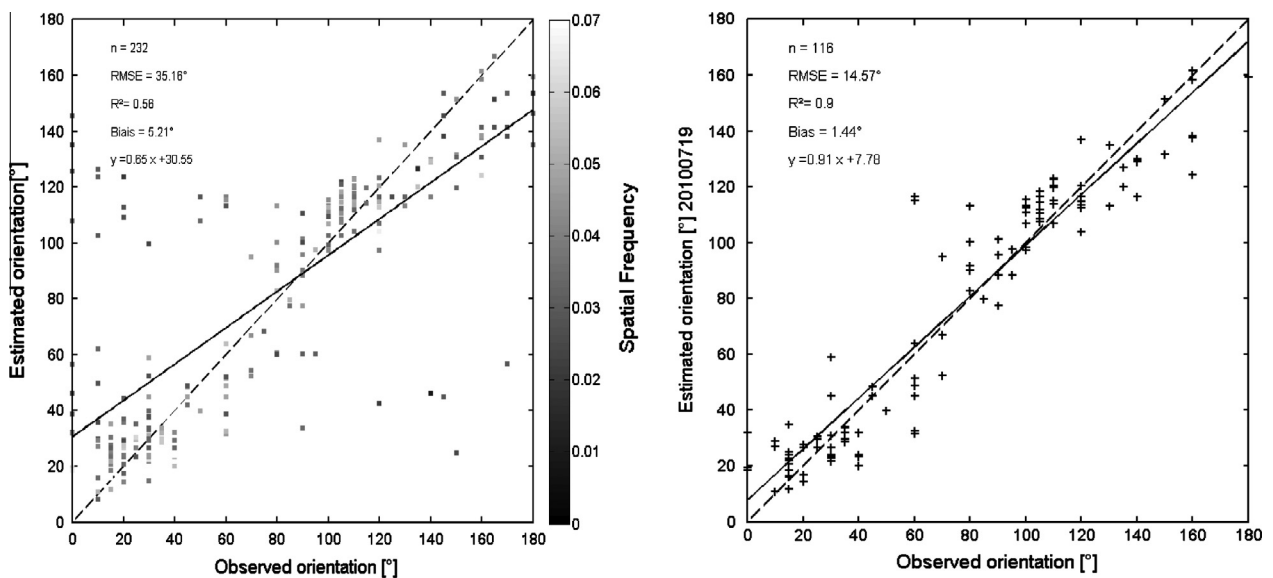 n = 232
RMSE = 35.16°
R²= 0.58
Biais = 5.21°
y =0.65 x +30.55
Estimated orientation[°]
180
160
140
120
100
80
60
40
20
0
0 20 40 60 80 100 120 140 160 180
Observed orientation [°]
0.07
0.06
0.05
0.04
0.03
0.02
0.01
0
Spatial Frequency
n = 116
RMSE = 14.57°
R²= 0.9
Bias = 1.44°
y =0.91 x +7.78
Estimated orientation [°] 20100719
180
160
140
120
100
80
60
40
20
0
0 20 40 60 80 100 120 140 160 180
Observed orientation [°]